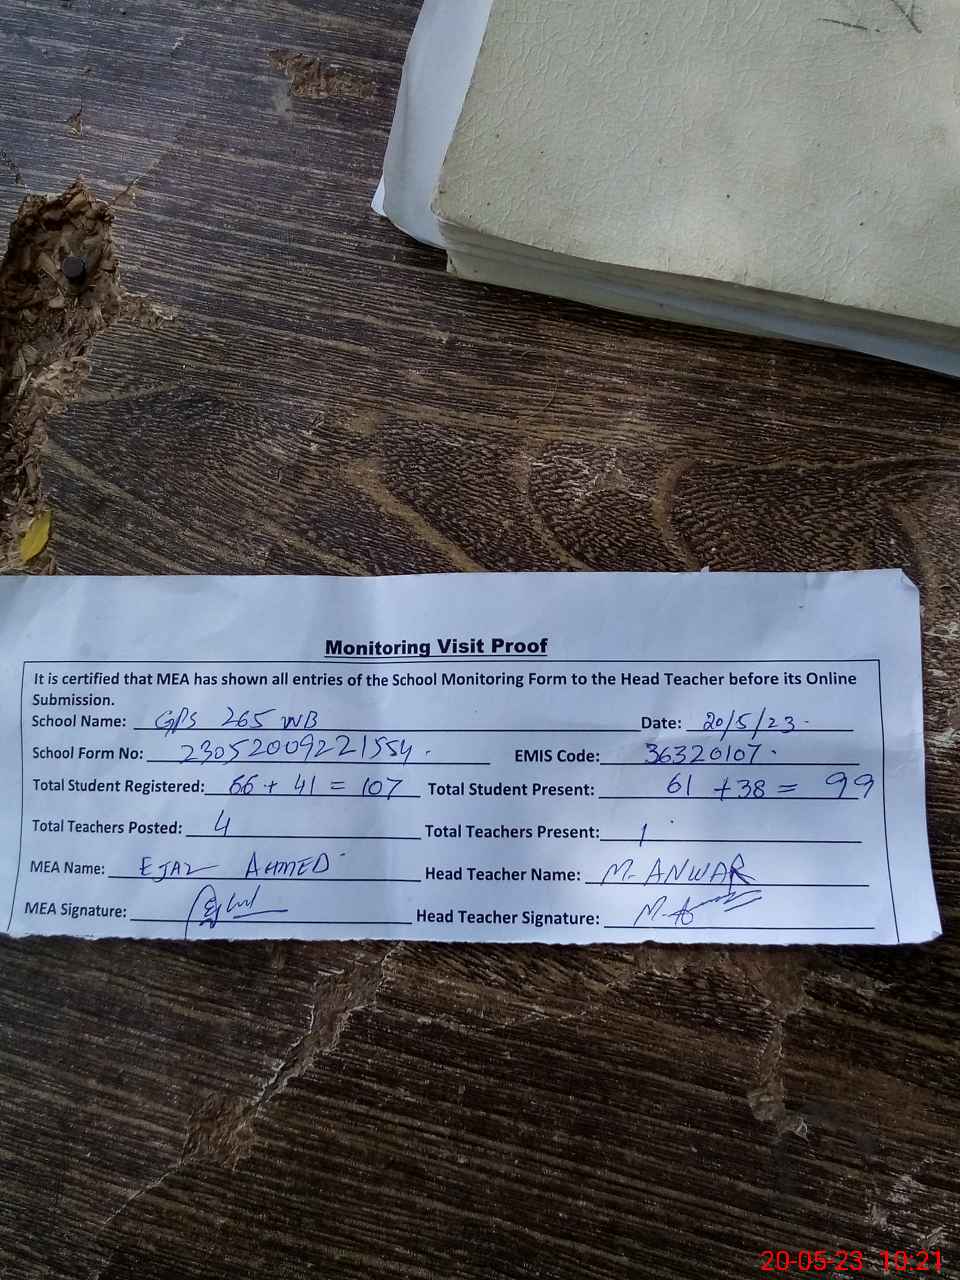 Monitoring Visit Proof
It is certified that MEA has shown all entries of the School Monitoring Form to the Head Teacher before its Online
Submission.
School Name: GPS 265 WB Date: 20/5/23.
School Form No: 23052009221554. EMIS Code: 36320107.
Total Student Registered: 66 + 41 = 107 Total Student Present: 61 + 38 = 99
Total Teachers Posted: 4 Total Teachers Present: 1
MEA Name: EJAZ AHMED Head Teacher Name: M. ANWAR
MEA Signature: Head Teacher Signature:
20-05-23 10:21